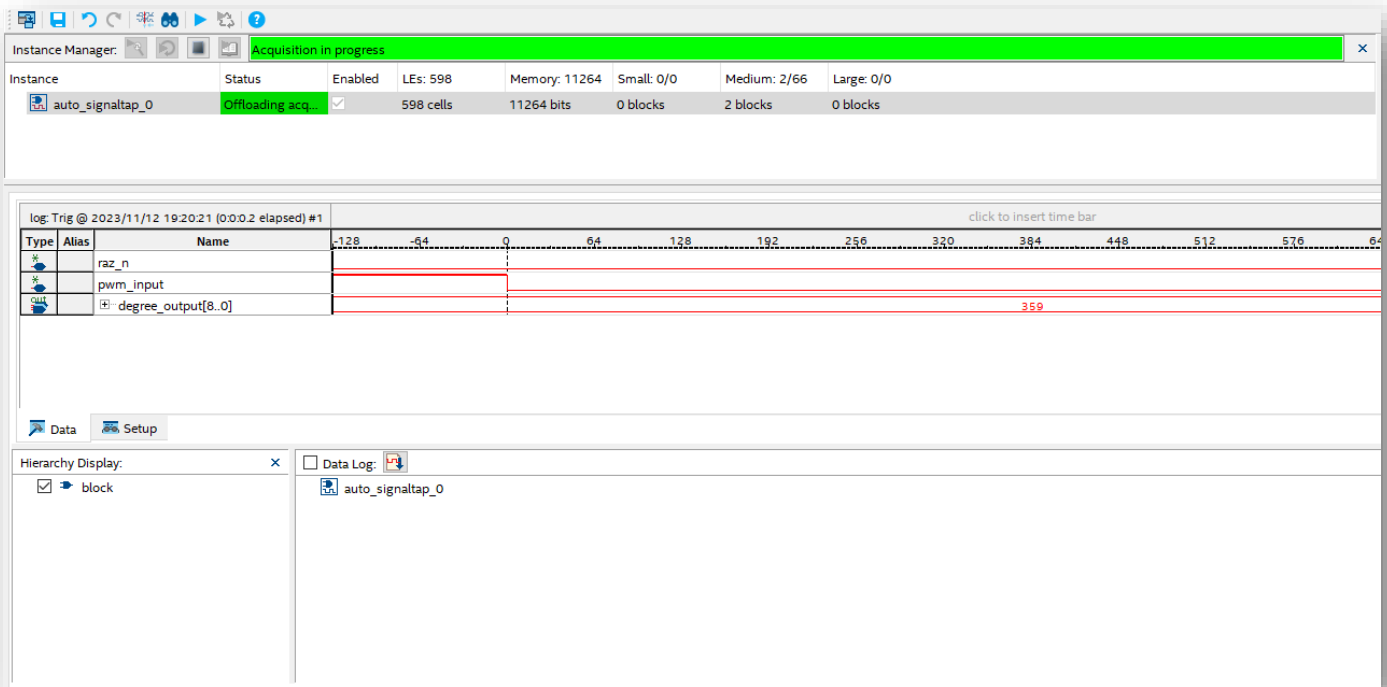 Instance Manager: Acquisition in progress
Instance Status Enabled LEs: 598 Memory: 11264 Small: 0/0 Medium: 2/66 Large: 0/0
auto_signaltap_0 Offloading acq... 598 cells 11264 bits 0 blocks 2 blocks 0 blocks
log: Trig @ 2023/11/12 19:20:21 (0:0:0.2 elapsed) #1 click to insert time bar
Type Alias Name -128 -64 0 64 128 192 256 320 384 448 512 576 64
raz_n
pwm_input
out degree_output[8..0] 359
Data Setup
Hierarchy Display: Data Log:
block auto_signaltap_0